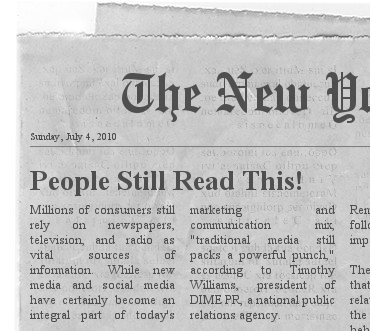 The New Yo
Sunday, July 4, 2010
People Still Read This!
Millions of consumers still
rely on newspapers,
television, and radio as
vital sources of
information. While new
media and social media
have certainly become an
integral part of today's
marketing and
communication mix,
"traditional media still
packs a powerful punch,"
according to Timothy
Williams, president of
DIME PR, a national public
relations agency.
Rem
follo
imp
The
that
rela
the